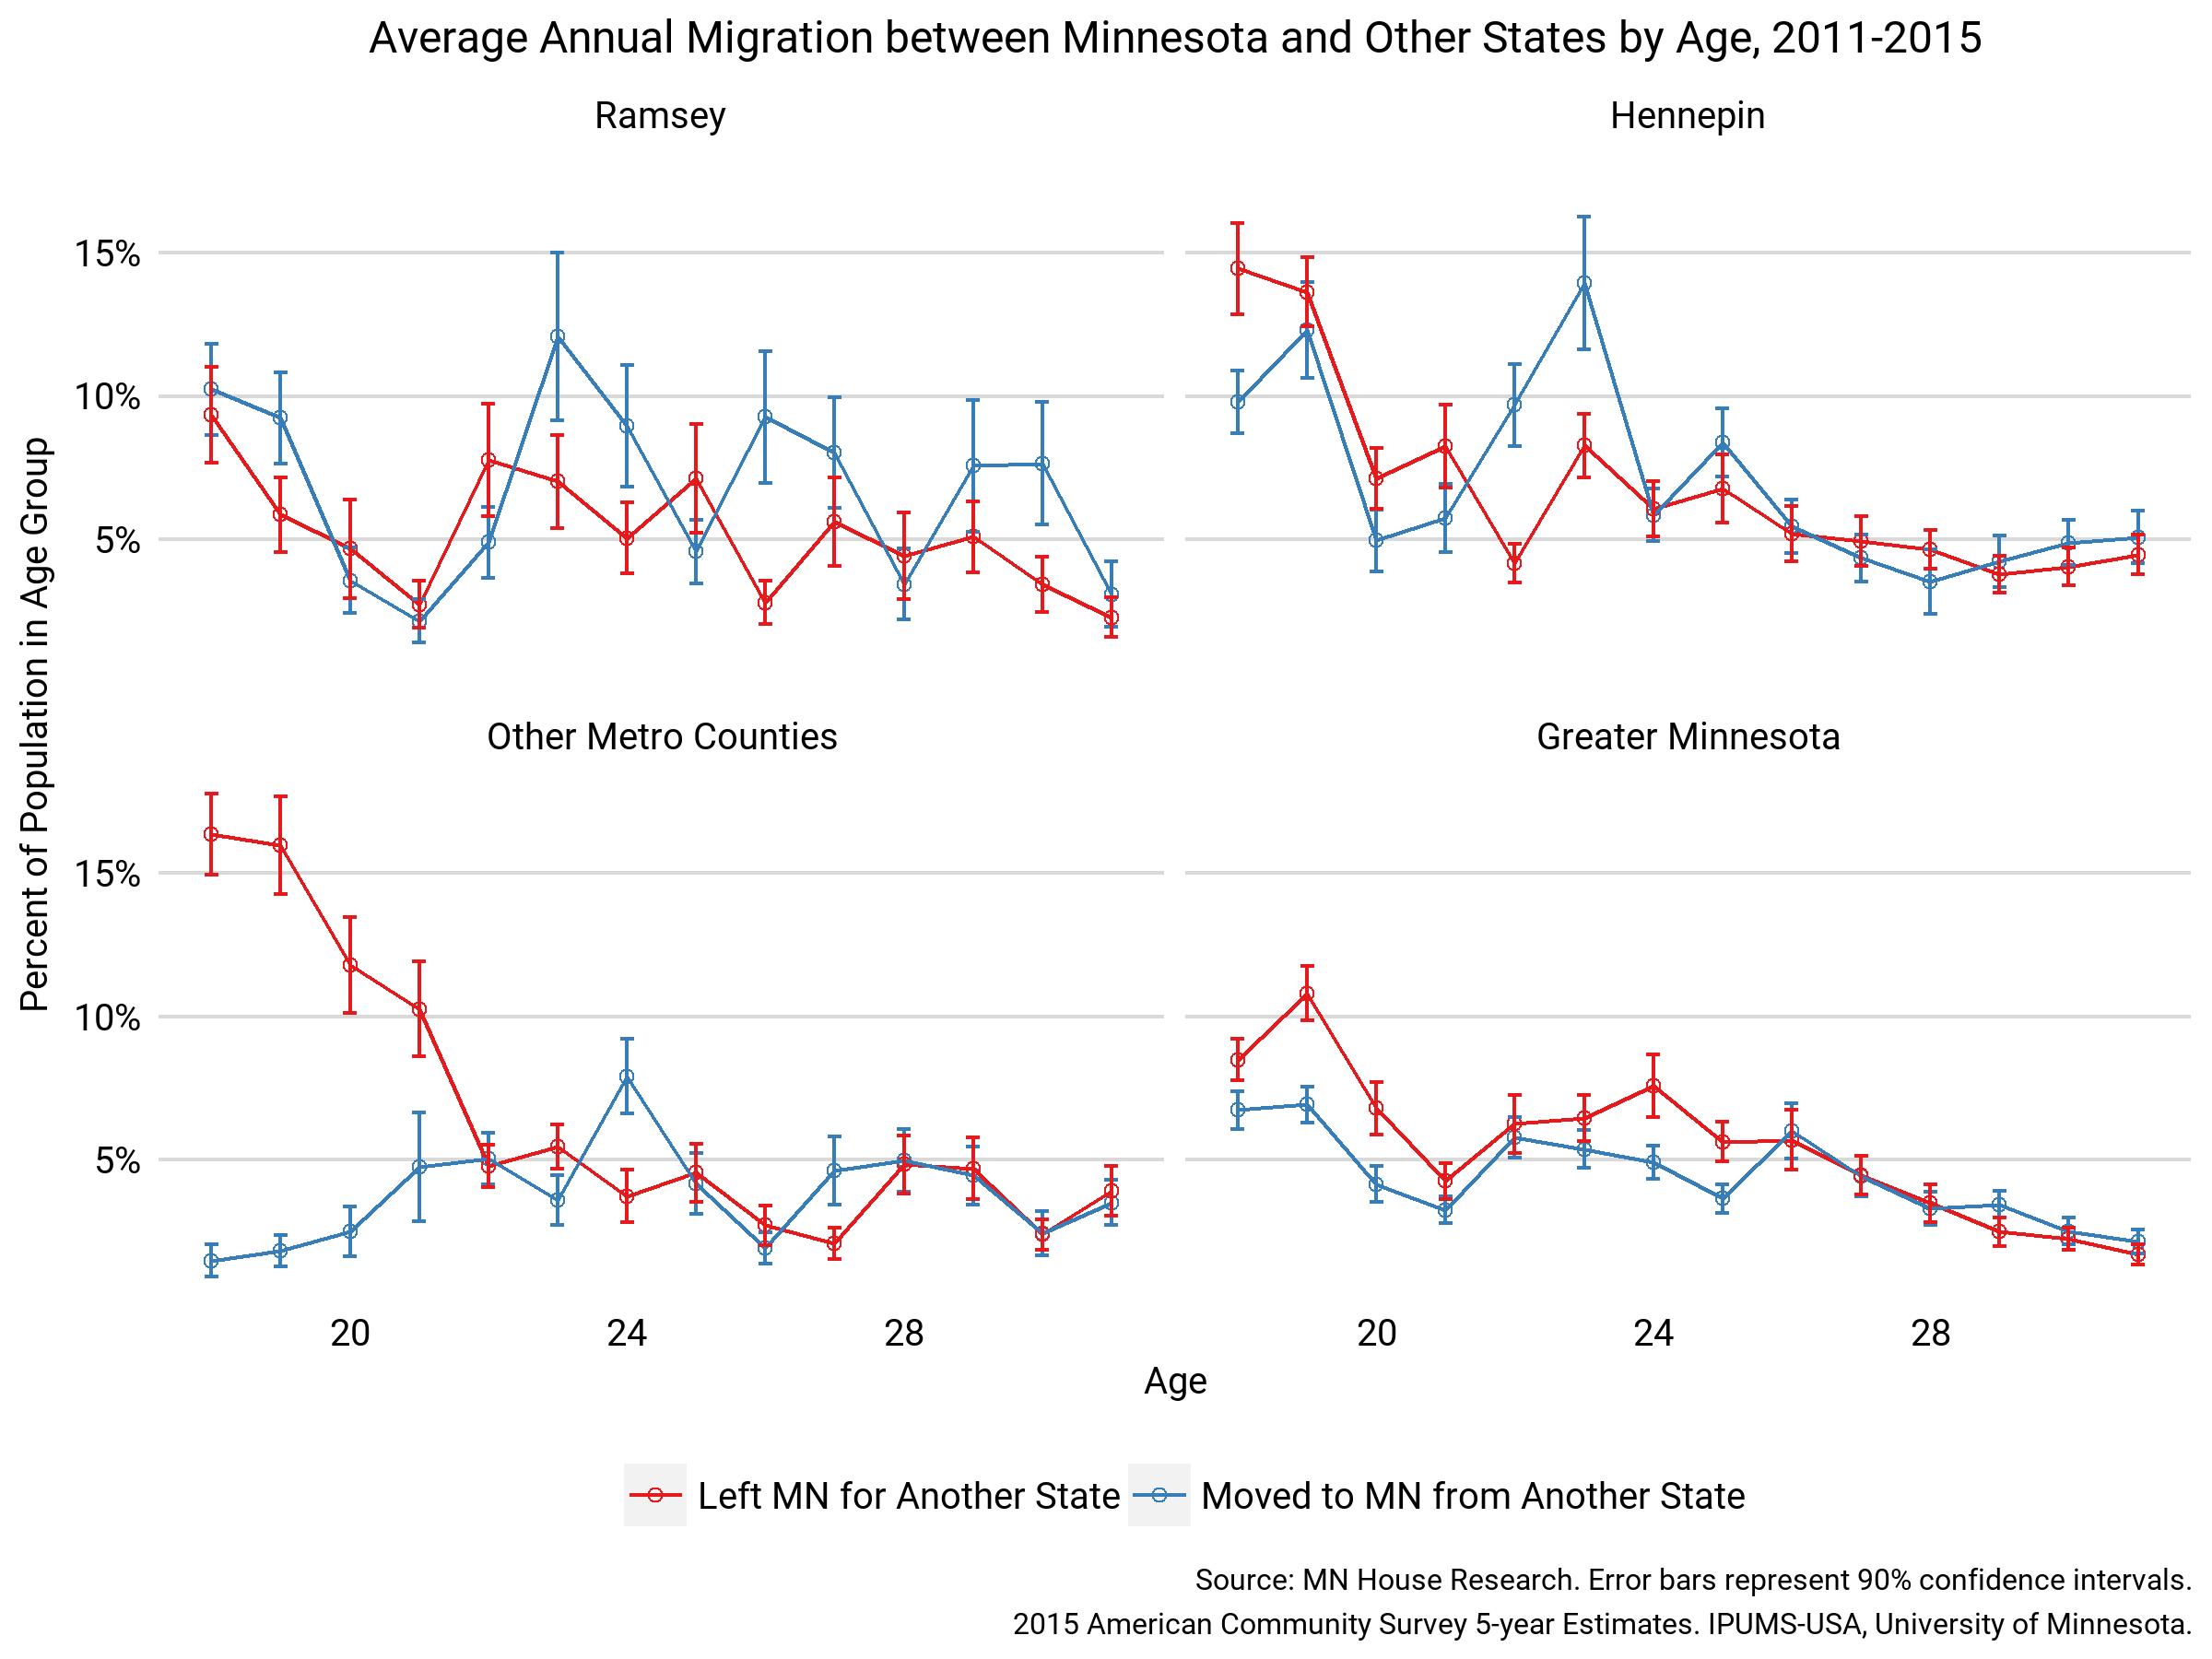 Average Annual Migration between Minnesota and Other States by Age, 2011-2015
Ramsey
Hennepin
15%
10%
5%
Other Metro Counties
Greater Minnesota
15%
10%
5%
Percent of Population in Age Group
20
24
28
20
24
28
Age
Left MN for Another State
Moved to MN from Another State
Source: MN House Research. Error bars represent 90% confidence intervals.
2015 American Community Survey 5-year Estimates. IPUMS-USA, University of Minnesota.